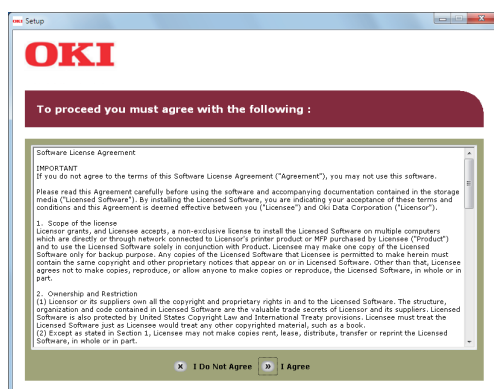 OKI Setup
OKI
To proceed you must agree with the following :
Software License Agreement
IMPORTANT
If you do not agree to the terms of this Software License Agreement ("Agreement"), you may not use this software.
Please read this Agreement carefully before using the software and accompanying documentation contained in the storage
media ("Licensed Software"). By installing the Licensed Software, you are indicating your acceptance of these terms and
conditions and this Agreement is deemed effective between you ("Licensee") and Oki Data Corporation ("Licensor").
1. Scope of the license
Licensor grants, and Licensee accepts, a non-exclusive license to install the Licensed Software on multiple computers
which are directly or through network connected to Licensor's printer product or MFP purchased by Licensee ("Product")
and to use the Licensed Software solely in conjunction with Product. Licensee may make one copy of the Licensed
Software only for backup purpose. Any copies of the Licensed Software that Licensee is permitted to make herein must
contain the same copyright and other proprietary notices that appear on or in Licensed Software. Other than that, Licensee
agrees not to make copies, reproduce, or allow anyone to make copies or reproduce, the Licensed Software, in whole or in
part.
2. Ownership and Restriction
(1) Licensor or its suppliers own all the copyright and proprietary rights in and to the Licensed Software. The structure,
organization and code contained in Licensed Software are the valuable trade secrets of Licensor and its suppliers. Licensed
Software is also protected by United States Copyright Law and International Treaty provisions. Licensee must treat the
Licensed Software just as Licensee would treat any other copyrighted material, such as a book.
(2) Except as stated in Section 1, Licensee may not make copies rent, lease, distribute, transfer or reprint the Licensed
Software, in whole or in part.
I Do Not Agree I Agree